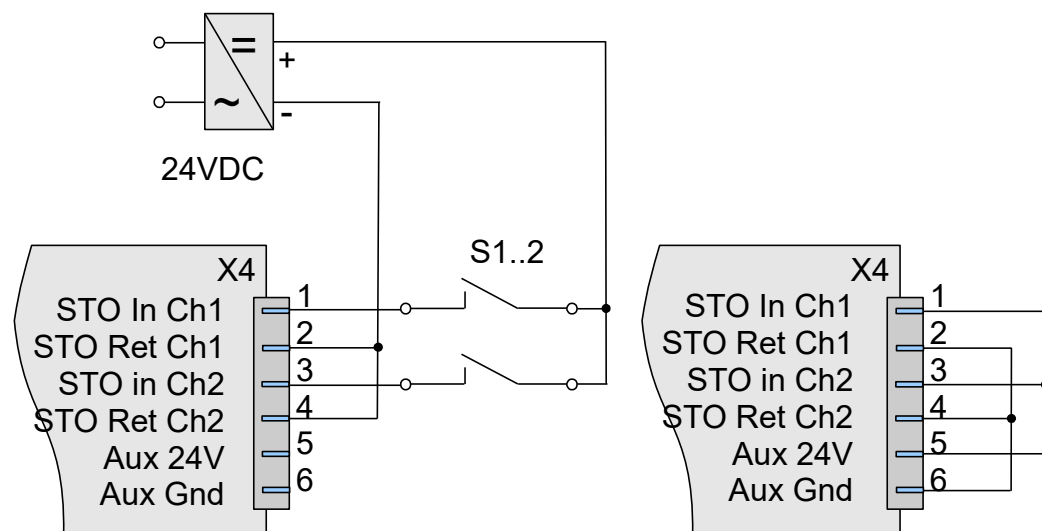 =
+
~
-
24VDC
S1..2
X4
STO In Ch1
1
STO Ret Ch1
2
STO in Ch2
3
STO Ret Ch2
4
Aux 24V
5
Aux Gnd
6
X4
STO In Ch1
1
STO Ret Ch1
2
STO in Ch2
3
STO Ret Ch2
4
Aux 24V
5
Aux Gnd
6